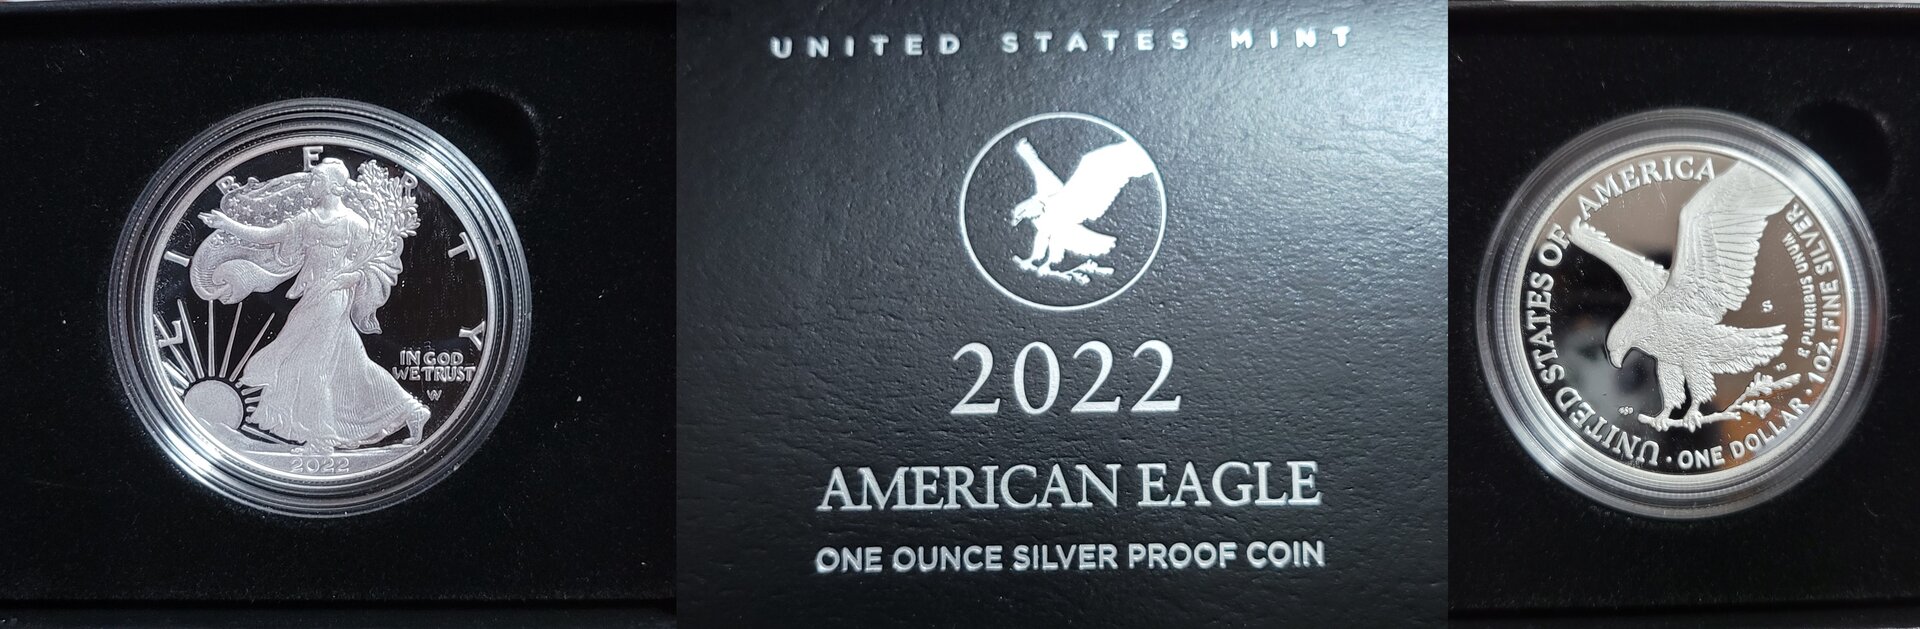 LIBERTY
IN GOD
WE TRUST
W
2022
UNITED STATES MINT
2022
AMERICAN EAGLE
ONE OUNCE SILVER PROOF COIN
UNITED STATES OF AMERICA
S
E PLURIBUS UNUM
· ONE DOLLAR · 1 OZ. FINE SILVER